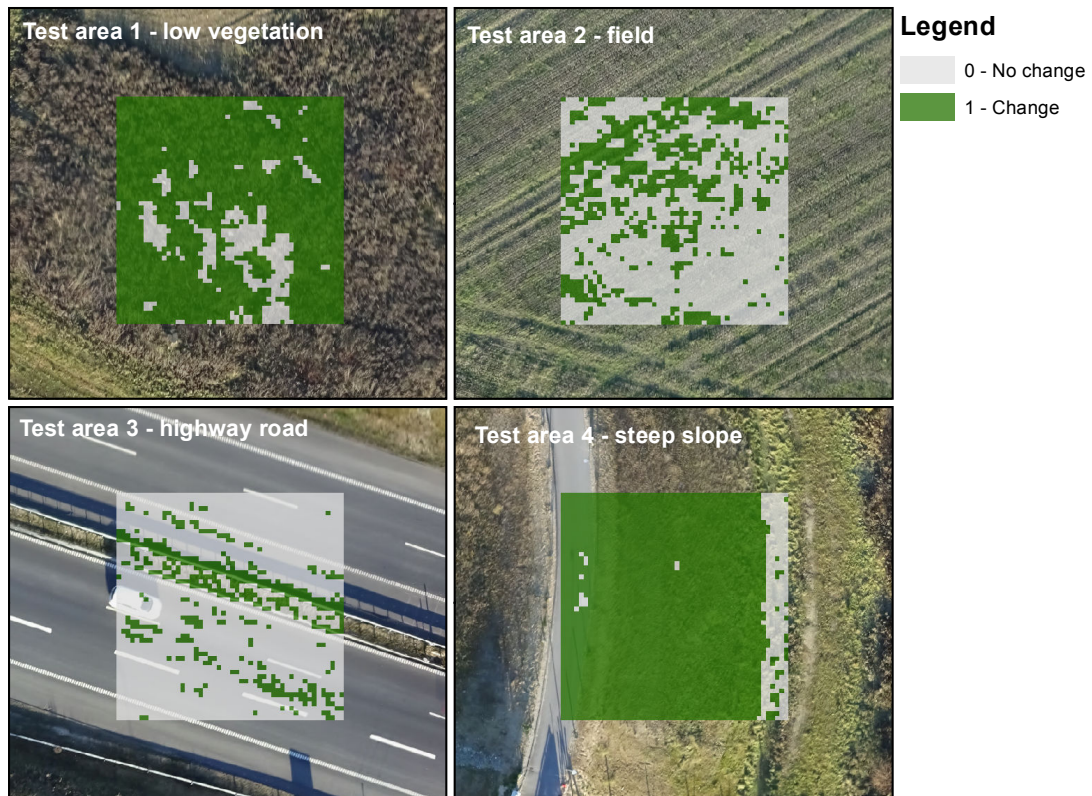 Test area 1 - low vegetation
Test area 2 - field
Legend
0 - No change
1 - Change
Test area 3 - highway road
Test area 4 - steep slope